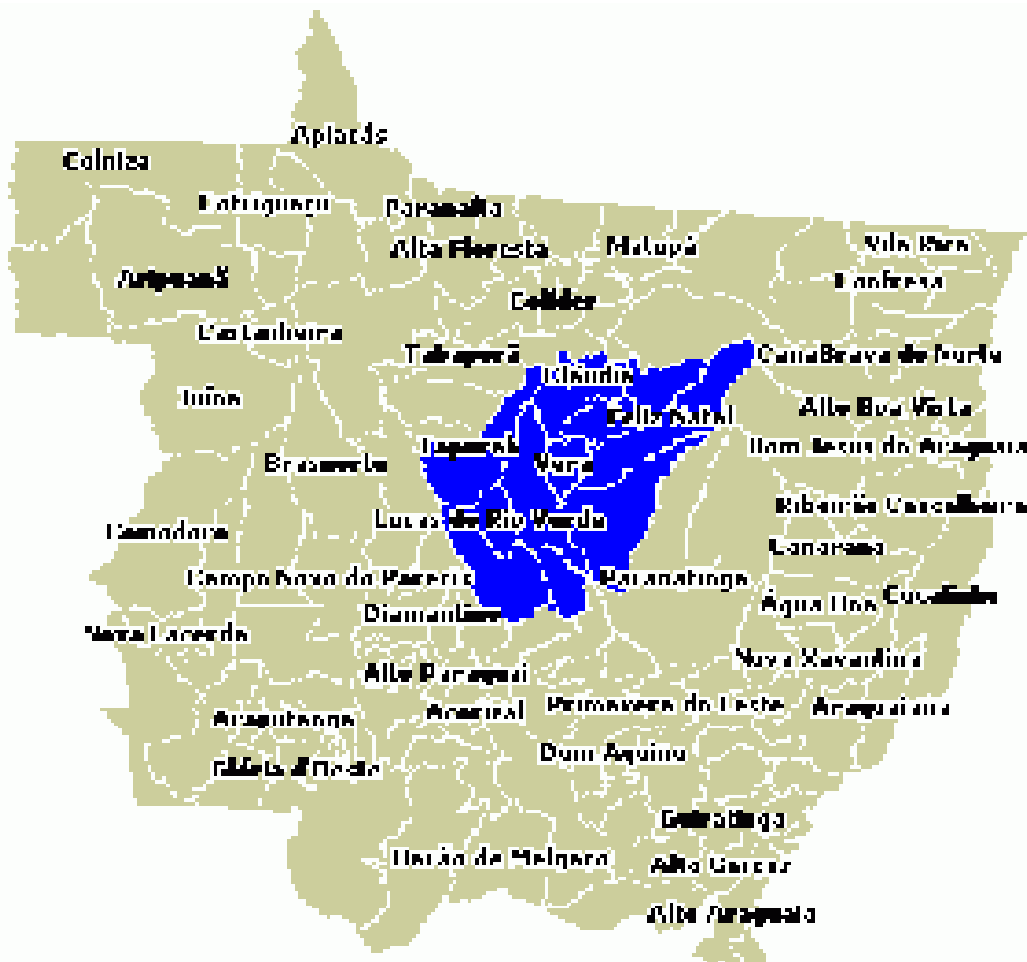 Apiacás
Colniza
Cotriguaçu
Paranaíta
Alta Floresta
Matupá
Vila Rica
Aripuanã
Confresa
Colíder
Castanheira
Tabaporã
CanaBrava do Norte
Cláudia
Juína
Feliz Natal
Alto Boa Vista
Itaporah
Bom Jesus do Araguaia
Brasnorte
Vera
Ribeirão Cascalheira
Lucas do Rio Verde
Comodoro
Canarana
Campo Novo do Parecis
Paranatinga
Água Boa
Cocalinho
Diamantino
Nova Lacerda
Nova Xavantina
Alto Paraguai
Acorizal
Primavera do Leste
Araguaiana
Araputanga
Dom Aquino
Glória d'Oeste
Guiratinga
Barão de Melgaço
Alto Garças
Alto Araguaia